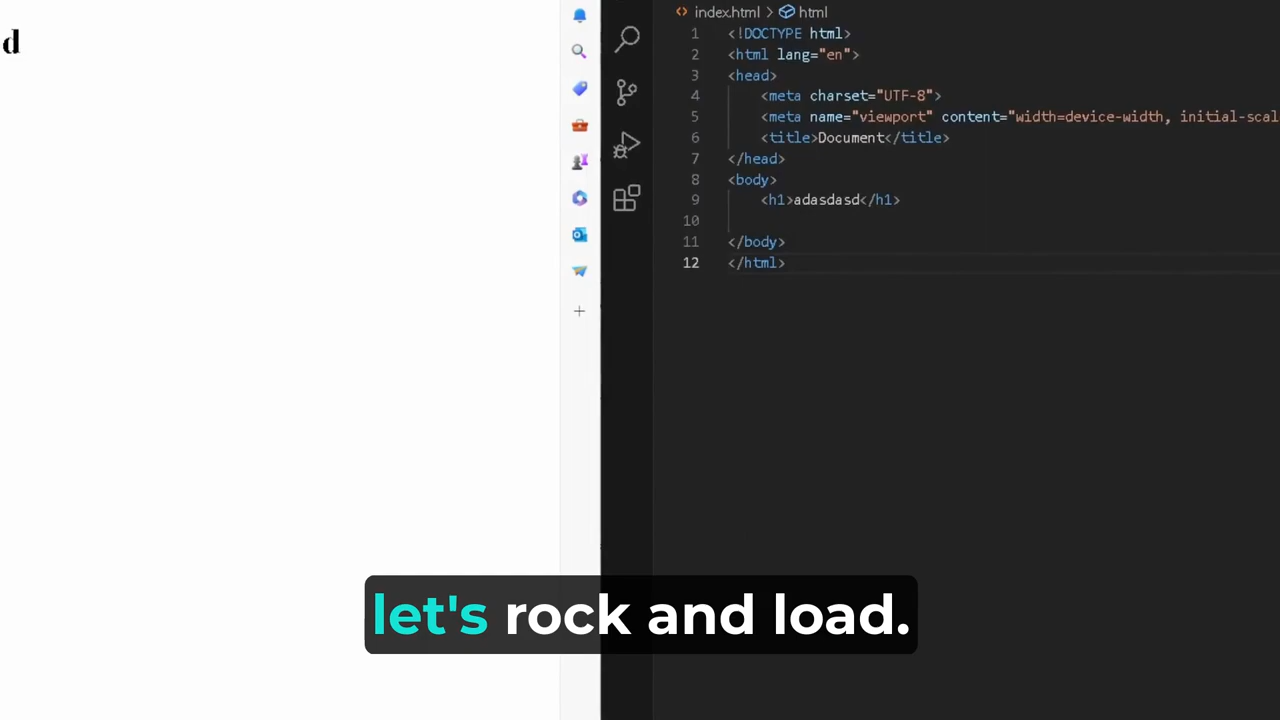 d
index.html > html
1 <!DOCTYPE html>
2 <html lang="en">
3 <head>
4 <meta charset="UTF-8">
5 <meta name="viewport" content="width=device-width, initial-scal
6 <title>Document</title>
7 </head>
8 <body>
9 <h1>adasdasd</h1>
10
11 </body>
12 </html>
let's rock and load.